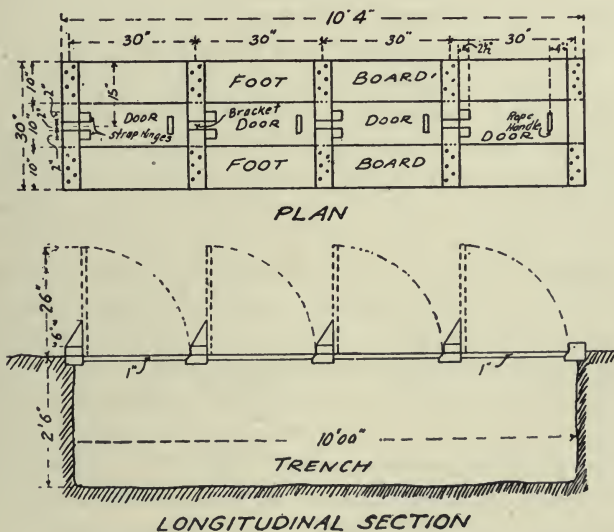 10' 4"
30" 30" 30" 30"
2½" 4"
10" 15" FOOT BOARD
30" 10" 2" 2" DOOR Bracket DOOR DOOR Rope Handle DOOR
Strap Hinges
10" 2" FOOT BOARD
PLAN
26"
6"
1" 1"
2' 6"
10'00"
TRENCH
LONGITUDINAL SECTION